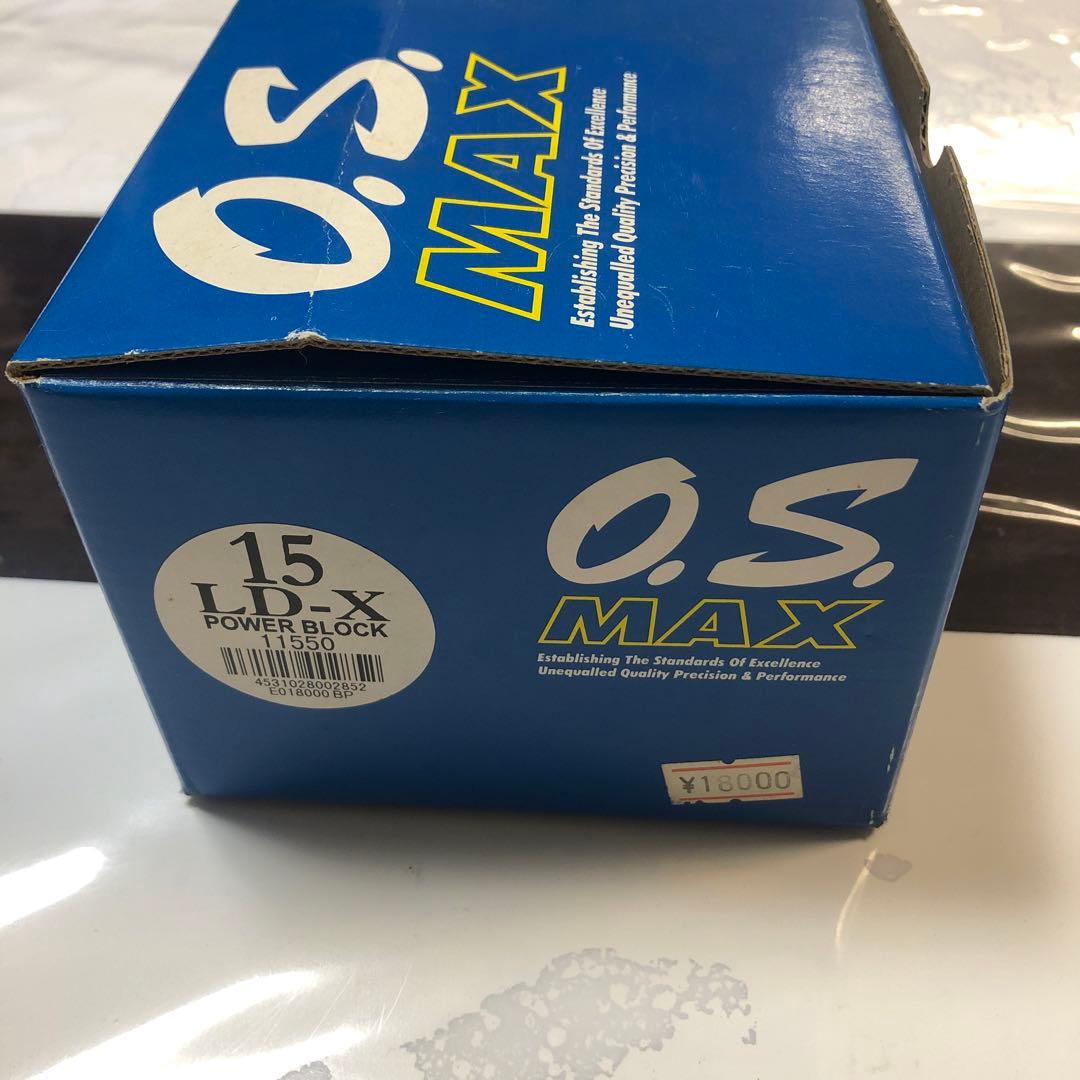 O.S.
MAX
Establishing The Standards Of Excellence
Unequalled Quality Precision & Performance
15
LD-X
POWER BLOCK
11550
4531028002852
E018000 BP
O.S.
MAX
Establishing The Standards Of Excellence
Unequalled Quality Precision & Performance
¥18000